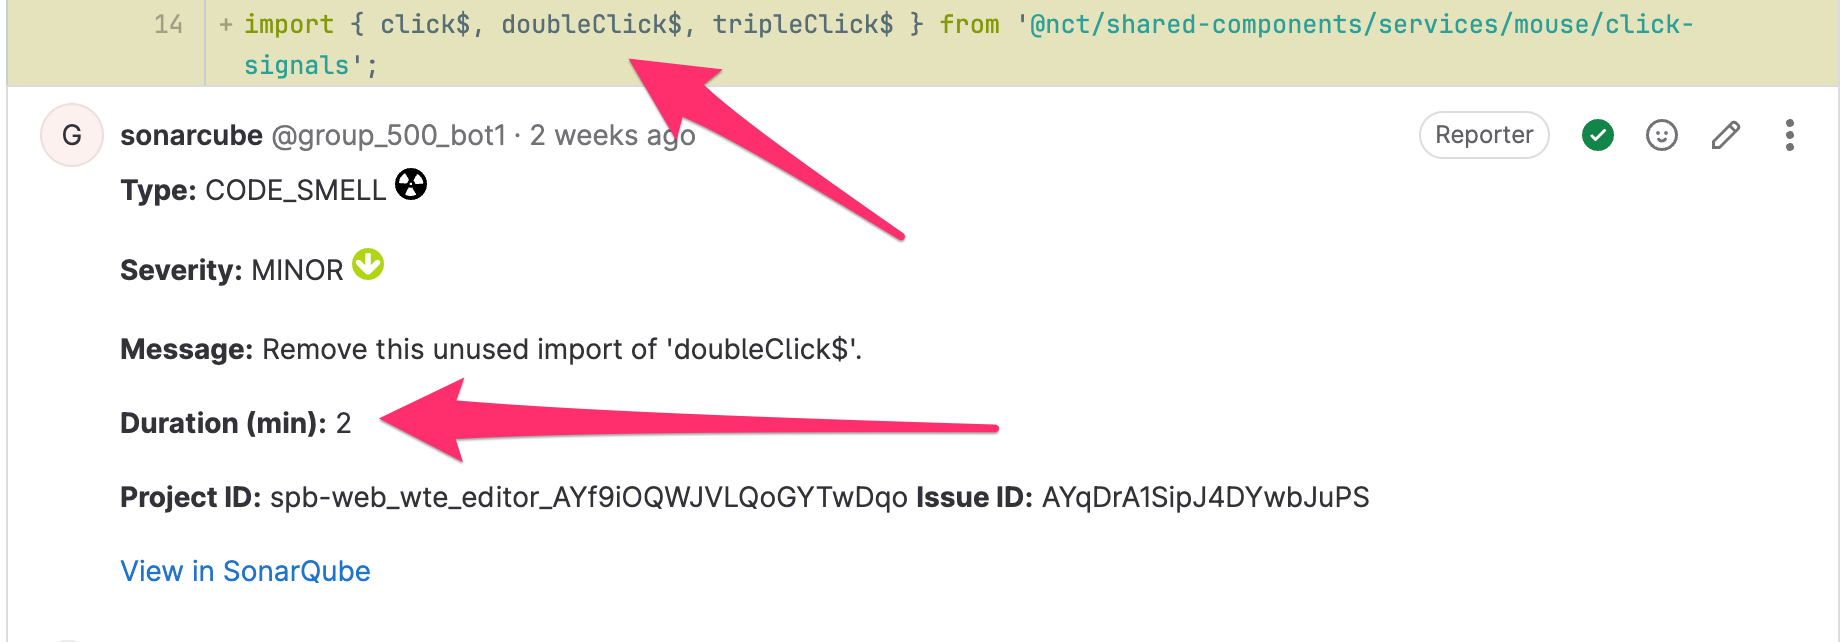 14 + import { click$, doubleClick$, tripleClick$ } from '@nct/shared-components/services/mouse/click-
signals';
G sonarcube @group_500_bot1 · 2 weeks ago Reporter
Type: CODE_SMELL
Severity: MINOR
Message: Remove this unused import of 'doubleClick$'.
Duration (min): 2
Project ID: spb-web_wte_editor_AYf9iOQWJVLQoGYTwDqo Issue ID: AYqDrA1SipJ4DYwbJuPS
View in SonarQube